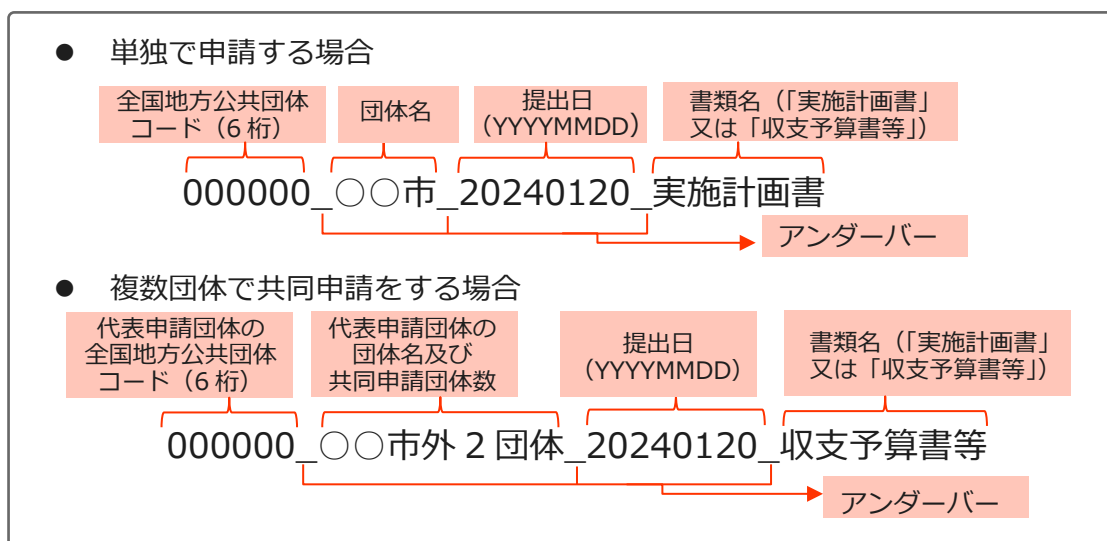 ● 単独で申請する場合
全国地方公共団体
コード（6 桁）
団体名
提出日
（YYYYMMDD）
書類名（「実施計画書」
又は「収支予算書等」）
000000_○○市_20240120_実施計画書
アンダーバー
● 複数団体で共同申請をする場合
代表申請団体の
全国地方公共団体
コード（6 桁）
代表申請団体の
団体名及び
共同申請団体数
提出日
（YYYYMMDD）
書類名（「実施計画書」
又は「収支予算書等」）
000000_○○市外 2 団体_20240120_収支予算書等
アンダーバー